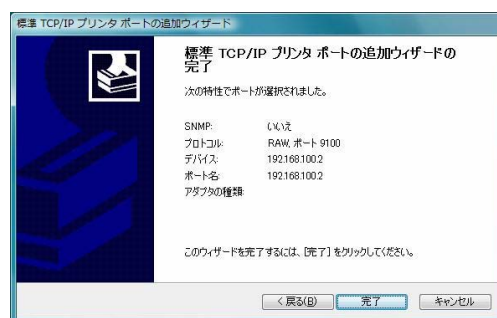 標準 TCP/IP プリンタ ポートの追加ウィザード
標準 TCP/IP プリンタ ポートの追加ウィザードの
完了
次の特性でポートが選択されました。
SNMP: いいえ
プロトコル: RAW, ポート 9100
デバイス: 192.168.100.2
ポート名: 192.168.100.2
アダプタの種類:
このウィザードを完了するには、[完了] をクリックしてください。
< 戻る(B) 完了 キャンセル